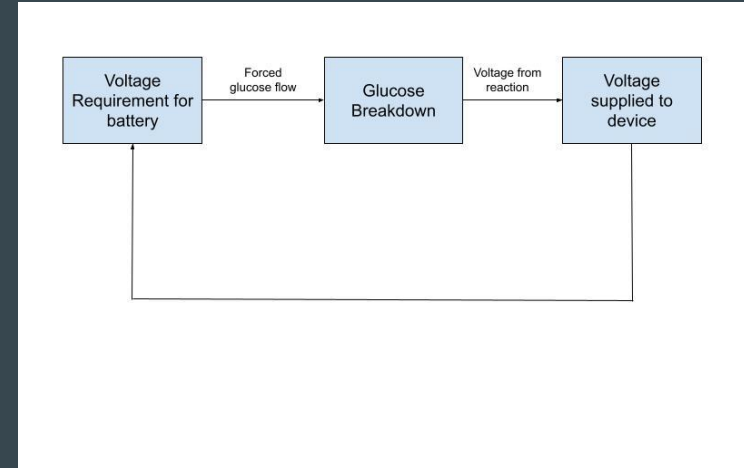 Voltage
Requirement for
battery
Forced
glucose flow
Glucose
Breakdown
Voltage from
reaction
Voltage
supplied to
device